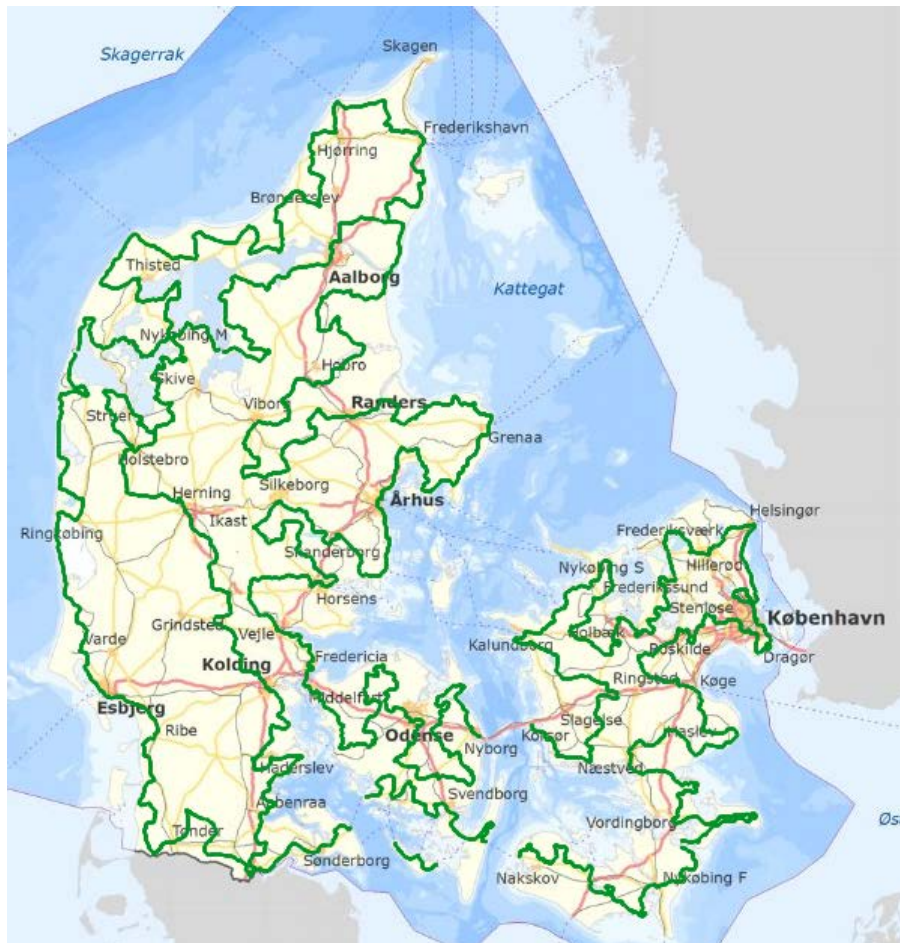 Skagen
Skagerrak
Frederikshavn
Hjørring
Brønderslev
Thisted
Aalborg
Kattegat
Nykøbing M
Hobro
Skive
Viborg
Randers
Struer
Grenaa
Holstebro
Silkeborg
Herning
Århus
Ikast
Helsingør
Ringkøbing
Frederiksværk
Skanderborg
Nykøbing S
Hillerød
Frederikssund
Horsens
Stenløse
København
Grindsted
Vejle
Holbæk
Varde
Kalundborg
Roskilde
Fredericia
Dragør
Kolding
Ringsted
Køge
Middelfart
Esbjerg
Slagelse
Ribe
Odense
Korsør
Haslev
Nyborg
Haderslev
Næstved
Svendborg
Aabenraa
Vordingborg
Øs
Tønder
Sønderborg
Nakskov
Nykøbing F